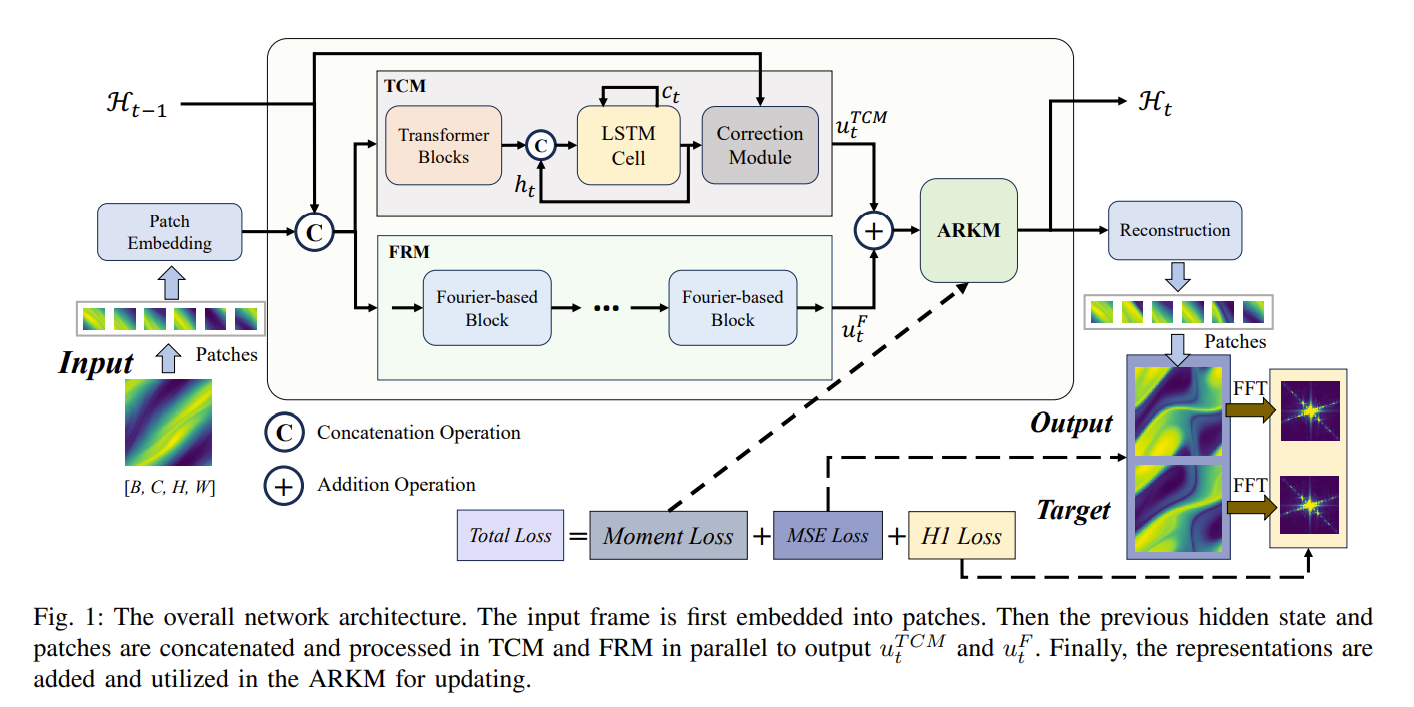 TCM
c_t
ℋ_{t−1}
Transformer
Blocks
C
LSTM
Cell
Correction
Module
u_t^{TCM}
ℋ_t
h_t
Patch
Embedding
C
+
ARKM
Reconstruction
FRM
Fourier-based
Block
...
Fourier-based
Block
u_t^F
Patches
Input
Patches
FFT
Output
C Concatenation Operation
[B, C, H, W]
+ Addition Operation
FFT
Target
Total Loss = Moment Loss + MSE Loss + H1 Loss
Fig. 1: The overall network architecture. The input frame is first embedded into patches. Then the previous hidden state and
patches are concatenated and processed in TCM and FRM in parallel to output u_t^{TCM} and u_t^F. Finally, the representations are
added and utilized in the ARKM for updating.